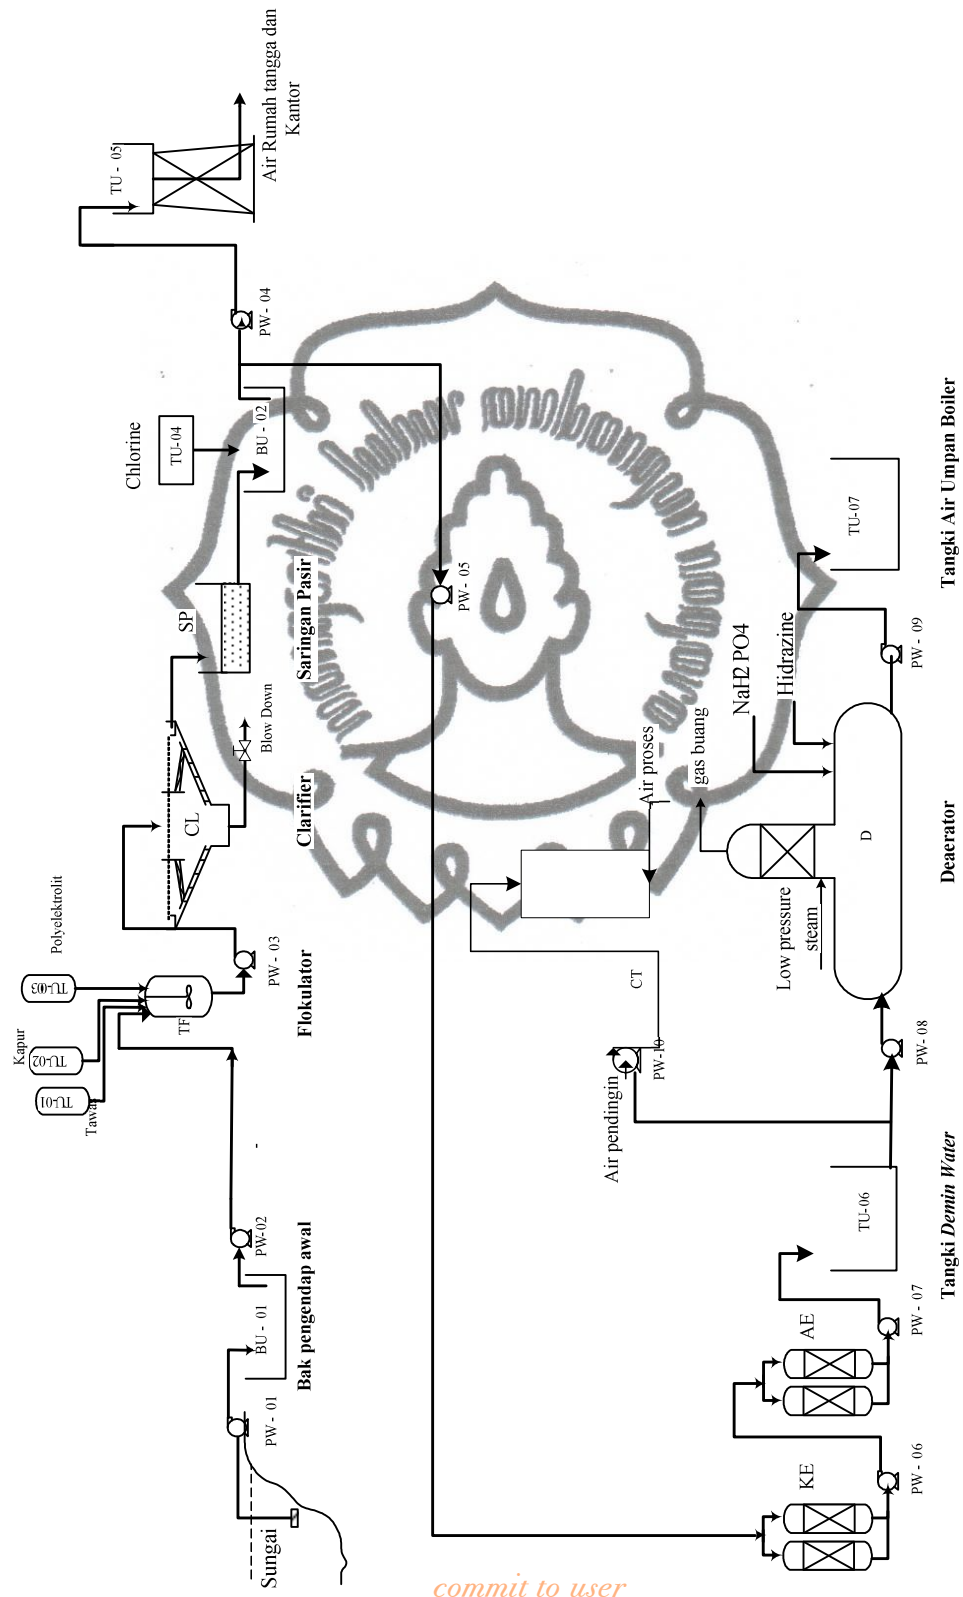 Sungai
PW - 01
BU - 01
Bak pengendap awal
PW-02
TU-01
Tawas
TU-02
Kapur
TU-03
Polyelektrolit
TF
Flokulator
PW - 03
CL
Clarifier
Blow Down
SP
Saringan Pasir
Chlorine
TU-04
BU - 02
PW - 04
TU - 05
Air Rumah tangga dan
Kantor
PW - 05
KE
PW - 06
AE
PW - 07
TU-06
Tangki Demin Water
Air pendingin
PW-10
CT
Air proses
PW - 08
Low pressure
steam
gas buang
D
Deaerator
NaH2PO4
Hidrazine
PW - 09
TU-07
Tangki Air Umpan Boiler
commit to user